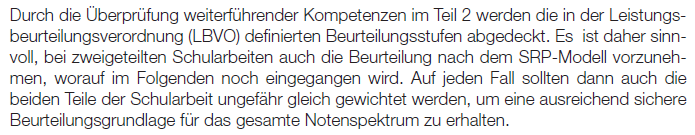 Durch die Überprüfung weiterführender Kompetenzen im Teil 2 werden die in der Leistungs-
beurteilungsverordnung (LBVO) definierten Beurteilungsstufen abgedeckt. Es  ist daher sinn-
voll, bei zweigeteilten Schularbeiten auch die Beurteilung nach dem SRP-Modell vorzuneh-
men, worauf im Folgenden noch eingegangen wird. Auf jeden Fall sollten dann auch die
beiden Teile der Schularbeit ungefähr gleich gewichtet werden, um eine ausreichend sichere
Beurteilungsgrundlage für das gesamte Notenspektrum zu erhalten.